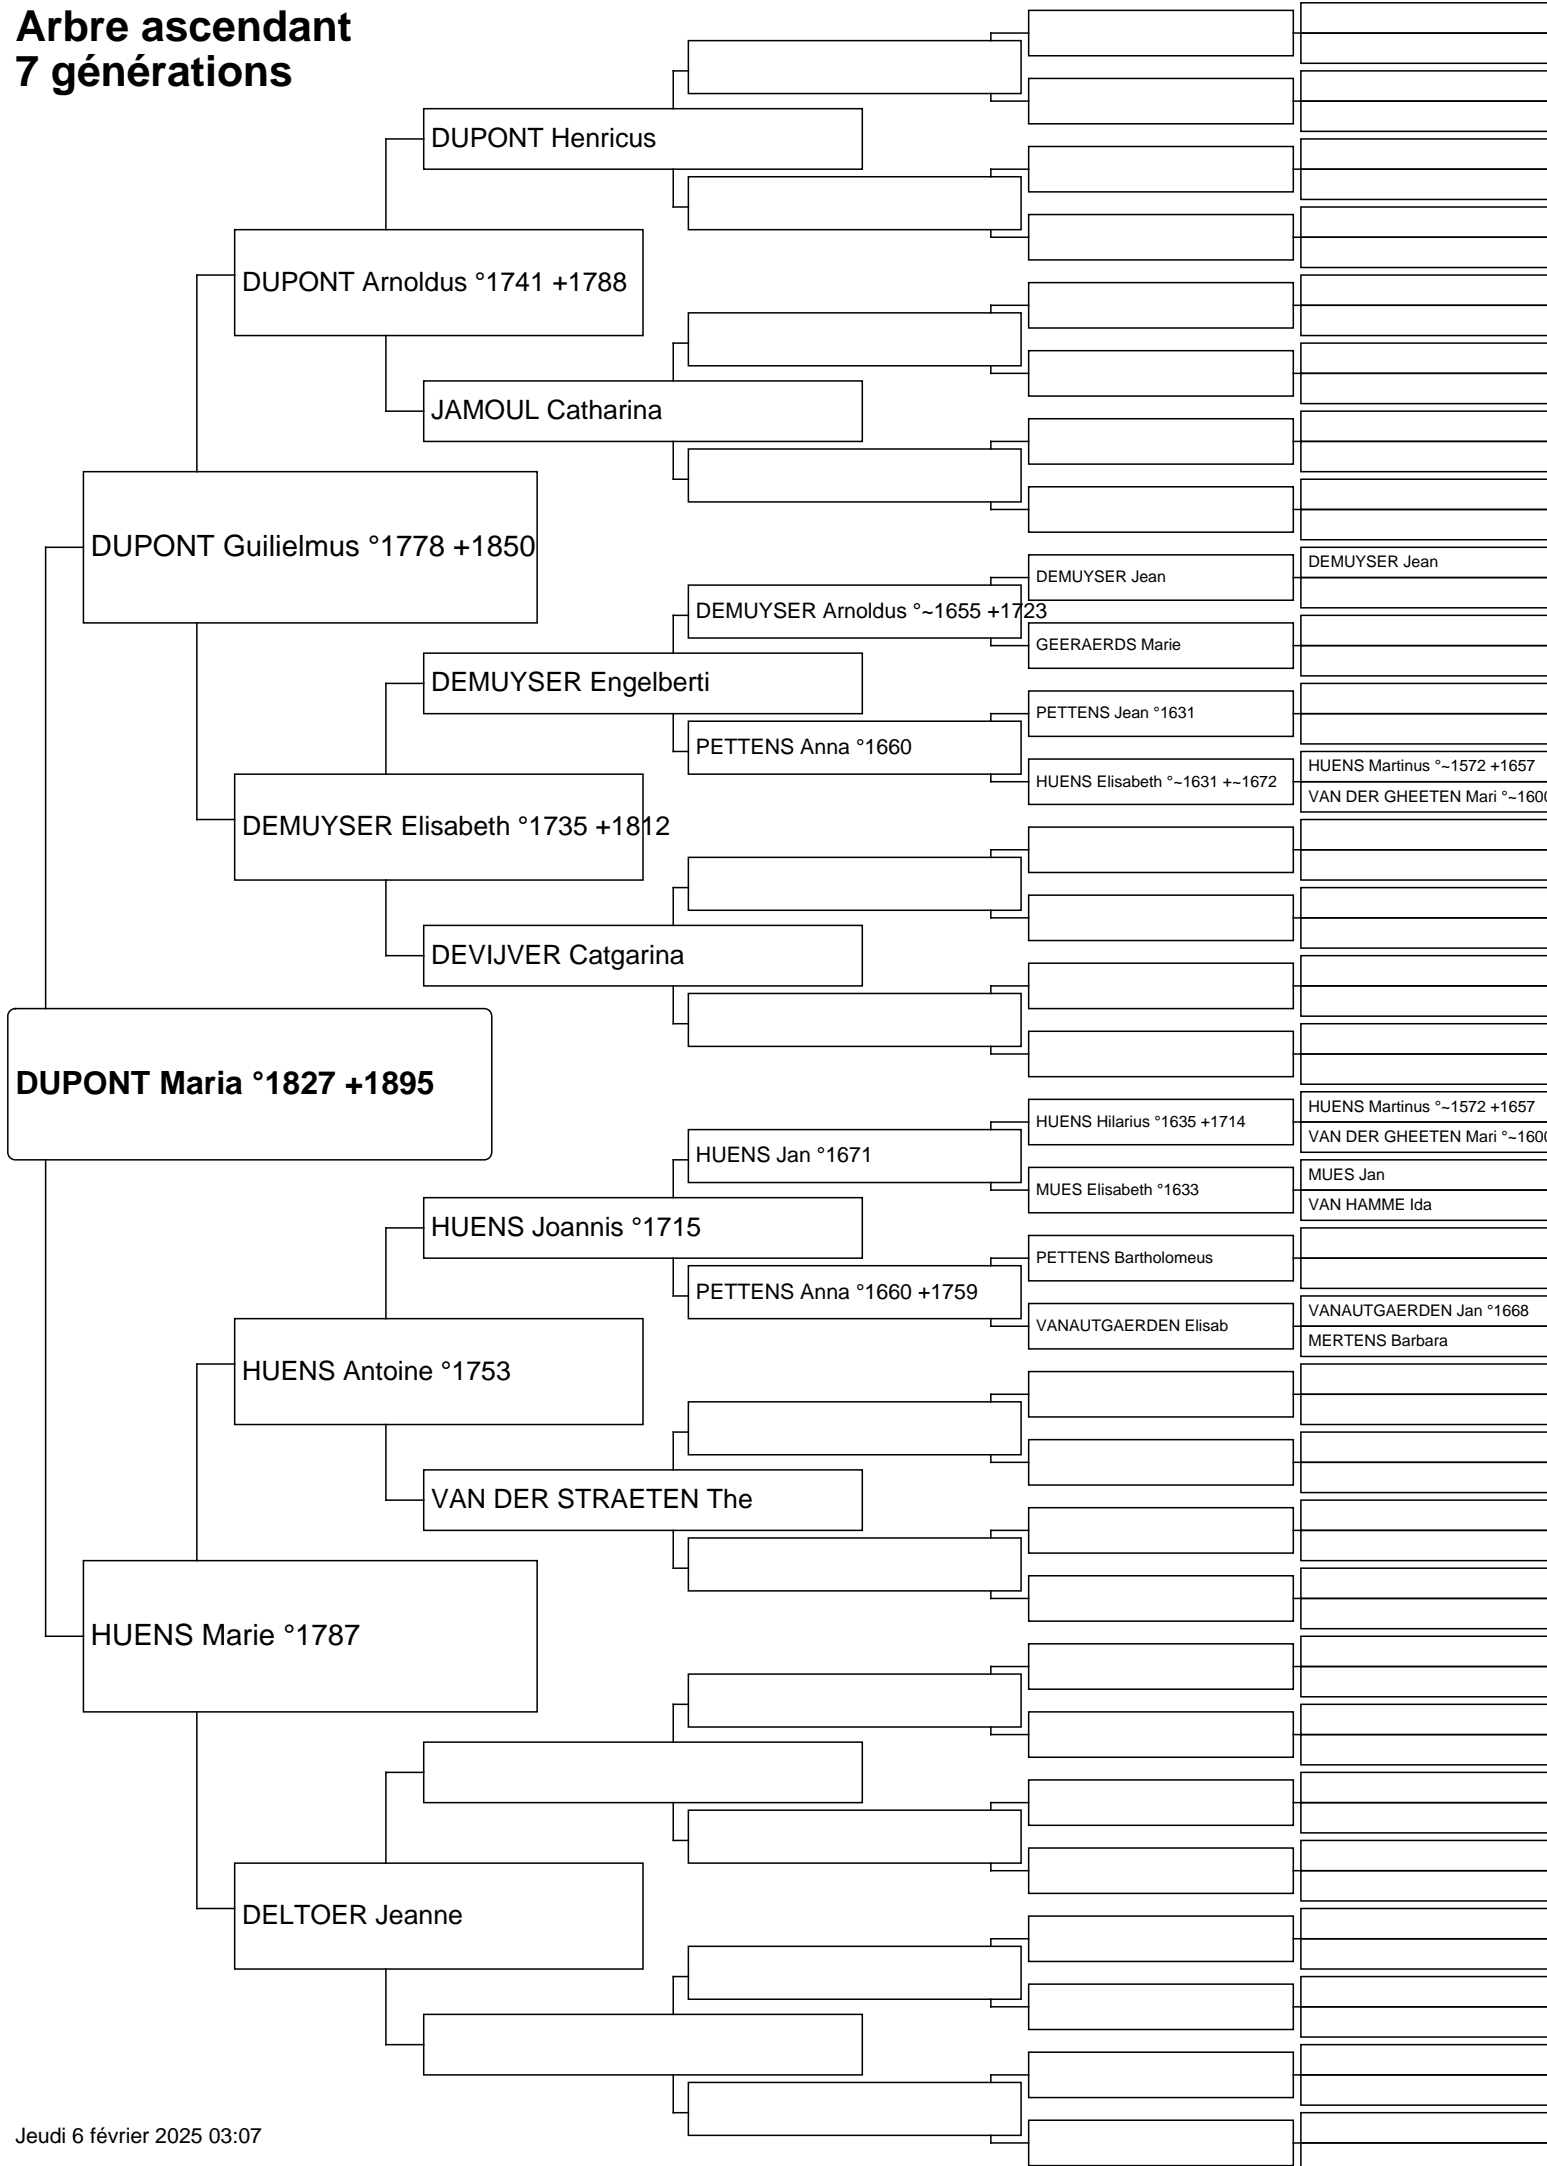 Arbre ascendant
7 générations
DUPONT Henricus
DUPONT Arnoldus °1741 +1788
JAMOUL Catharina
DUPONT Guilielmus °1778 +1850
DEMUYSER Jean
DEMUYSER Jean
DEMUYSER Arnoldus °~1655 +1723
GEERAERDS Marie
DEMUYSER Engelberti
PETTENS Jean °1631
PETTENS Anna °1660
HUENS Martinus °~1572 +1657
HUENS Elisabeth °~1631 +~1672
VAN DER GHEETEN Mari °~1600
DEMUYSER Elisabeth °1735 +1812
DEVIJVER Catgarina
DUPONT Maria °1827 +1895
HUENS Martinus °~1572 +1657
HUENS Hilarius °1635 +1714
VAN DER GHEETEN Mari °~1600
HUENS Jan °1671
MUES Jan
MUES Elisabeth °1633
VAN HAMME Ida
HUENS Joannis °1715
PETTENS Bartholomeus
PETTENS Anna °1660 +1759
VANAUTGAERDEN Jan °1668
VANAUTGAERDEN Elisab
MERTENS Barbara
HUENS Antoine °1753
VAN DER STRAETEN The
HUENS Marie °1787
DELTOER Jeanne
Jeudi 6 février 2025 03:07